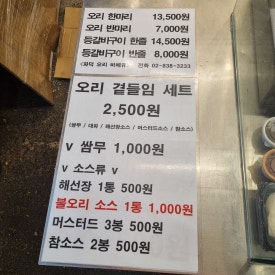 오리 한마리 13,500원
오리 반마리 7,000원
등갈비구이 한줄 14,500원
등갈비구이 반줄 8,000원
오리 바베큐 전화 02-838-3233
오리 곁들임 세트
2,500원
(쌈무 / 대파 / 해선장소스 / 머스터드소스 / 참소스)
v 쌈무 1,000원
v 소스류 v
해선장 1통 500원
불오리 소스 1통 1,000원
머스터드 3봉 500원
참소스 2봉 500원